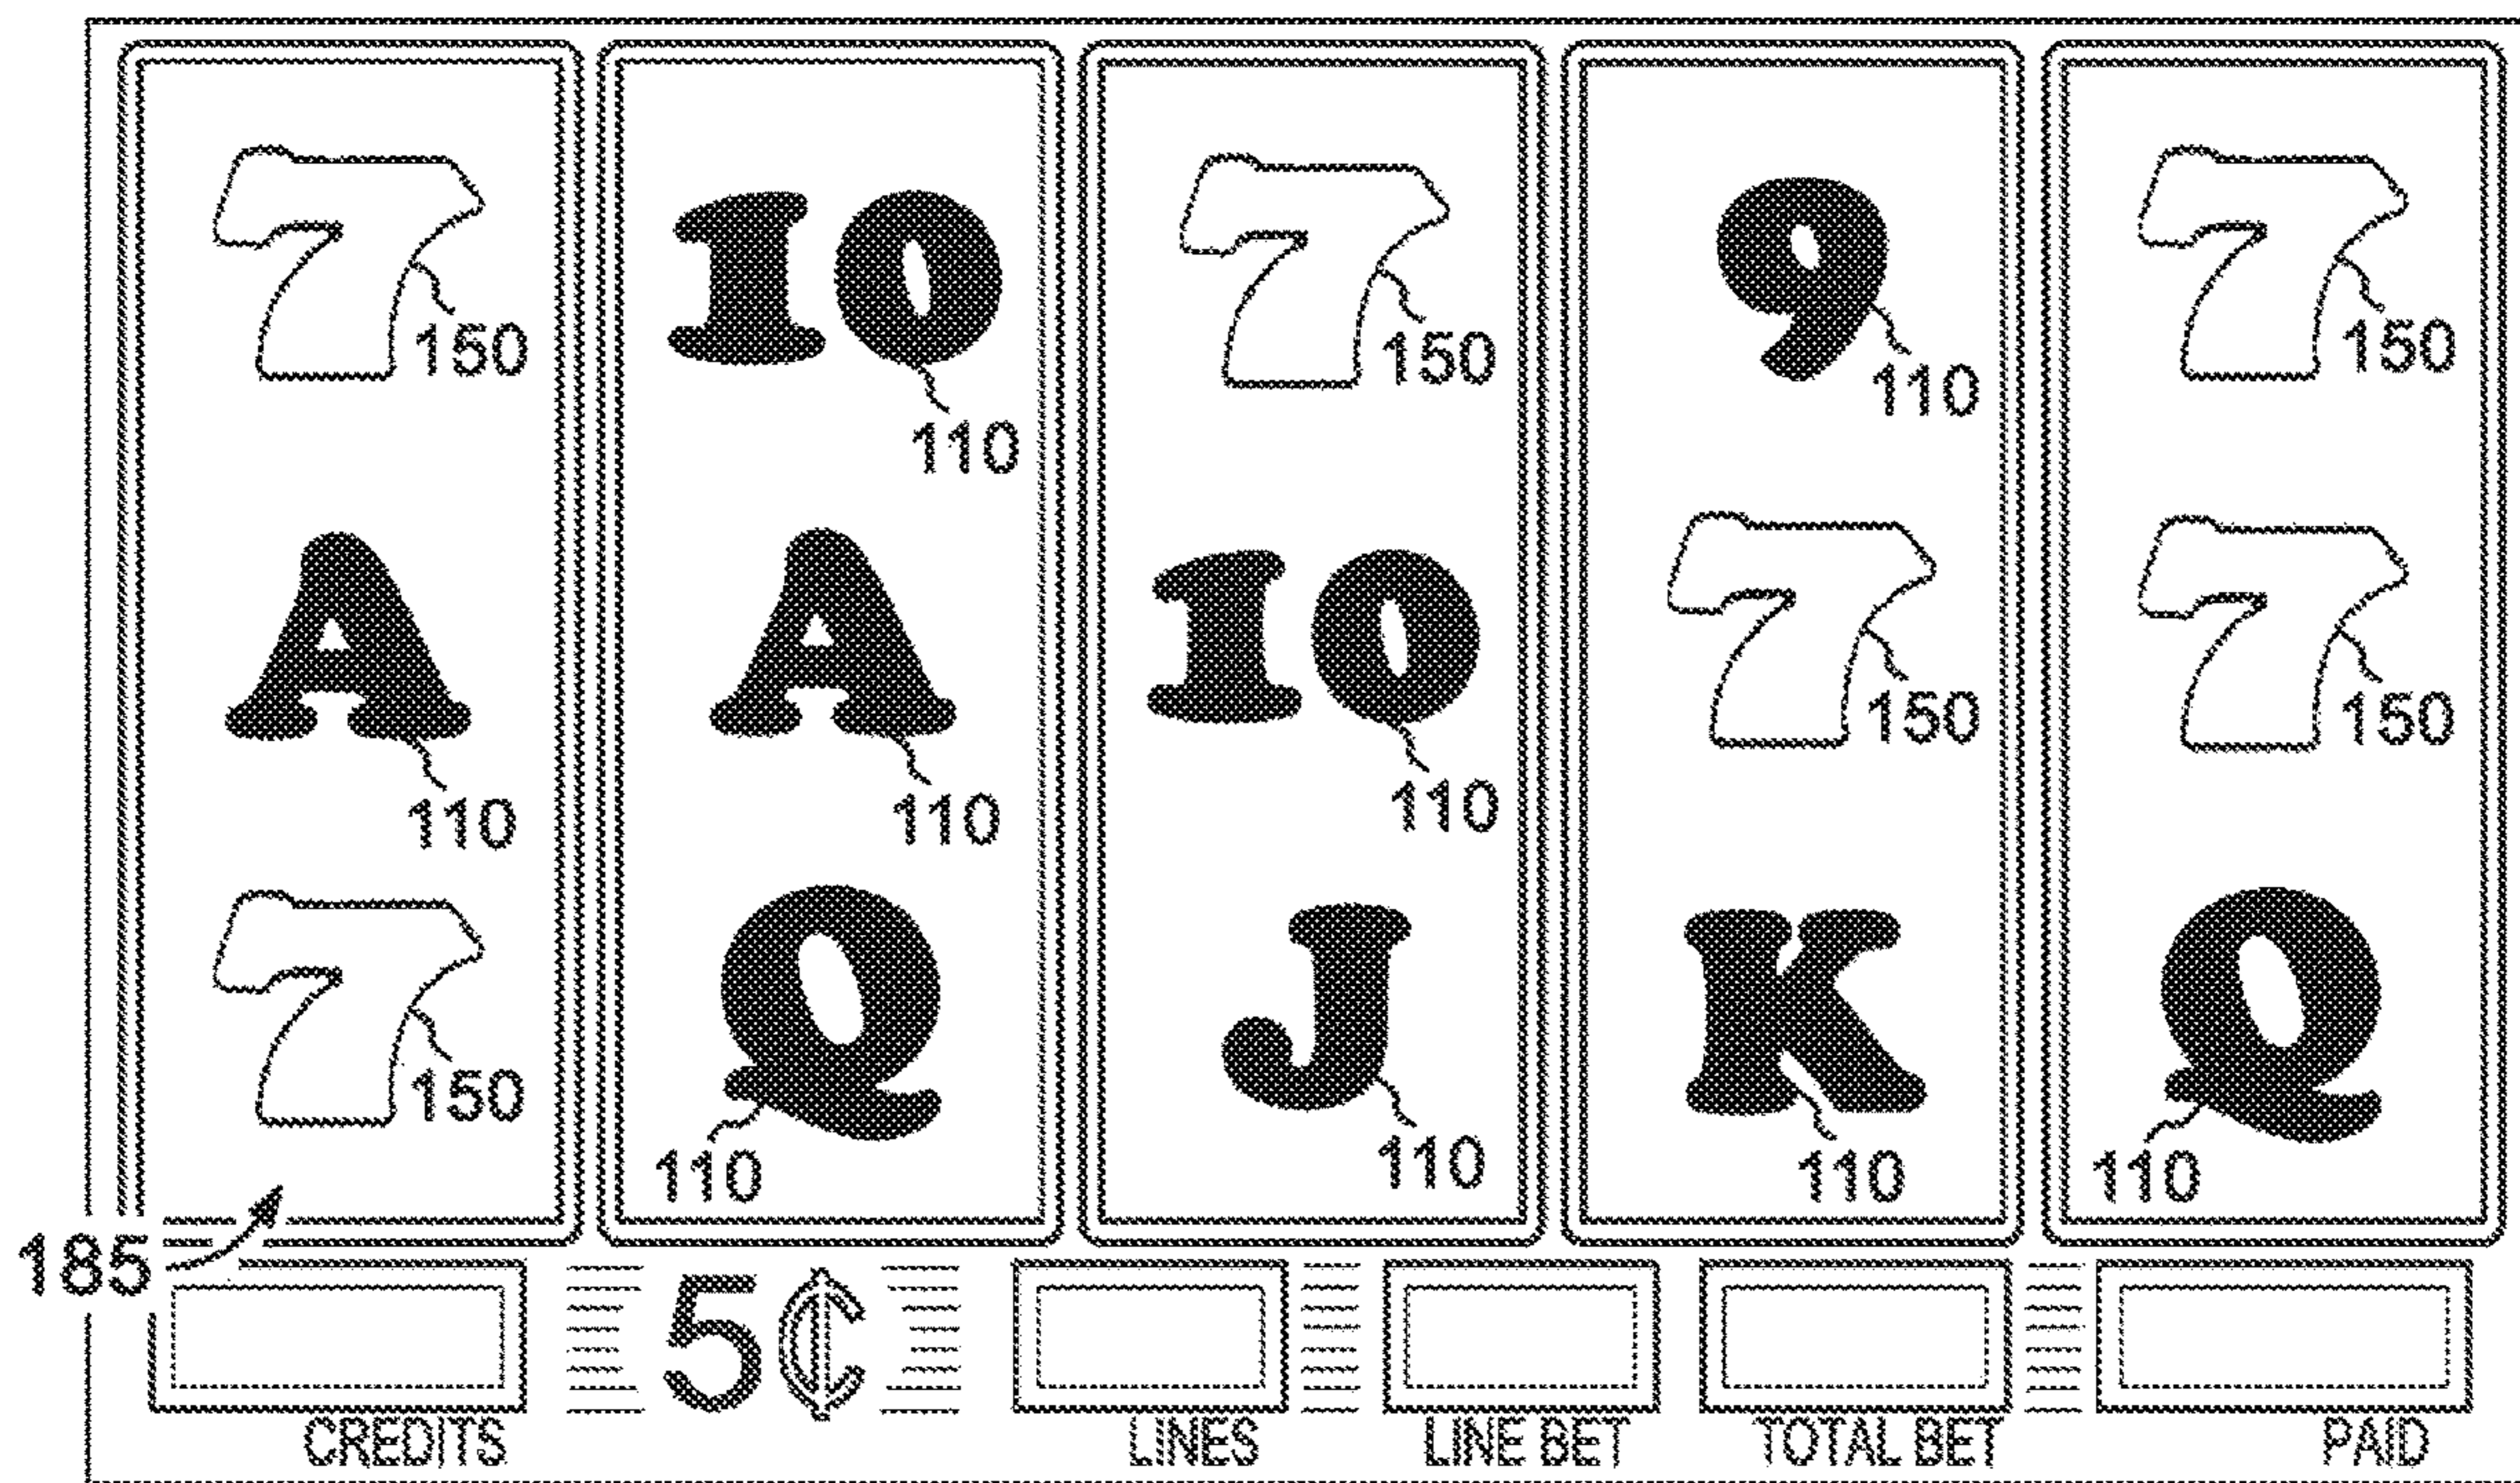 7 10 7 9 7
150 150 110 150
110
A A 10 7 7
150 150
110 110 110
7 Q J K Q
150
110 110 110 110
185
5¢
CREDITS LINES LINE BET TOTAL BET PAID